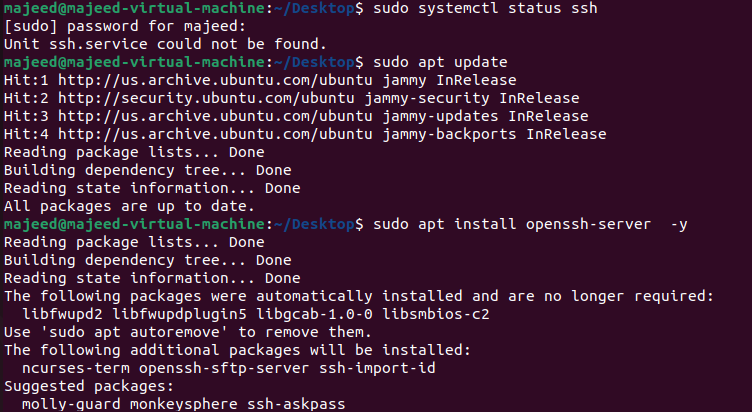 majeed@majeed-virtual-machine:~/Desktop$ sudo systemctl status ssh
[sudo] password for majeed:
Unit ssh.service could not be found.
majeed@majeed-virtual-machine:~/Desktop$ sudo apt update
Hit:1 http://us.archive.ubuntu.com/ubuntu jammy InRelease
Hit:2 http://security.ubuntu.com/ubuntu jammy-security InRelease
Hit:3 http://us.archive.ubuntu.com/ubuntu jammy-updates InRelease
Hit:4 http://us.archive.ubuntu.com/ubuntu jammy-backports InRelease
Reading package lists... Done
Building dependency tree... Done
Reading state information... Done
All packages are up to date.
majeed@majeed-virtual-machine:~/Desktop$ sudo apt install openssh-server  -y
Reading package lists... Done
Building dependency tree... Done
Reading state information... Done
The following packages were automatically installed and are no longer required:
  libfwupd2 libfwupdplugin5 libgcab-1.0-0 libsmbios-c2
Use 'sudo apt autoremove' to remove them.
The following additional packages will be installed:
  ncurses-term openssh-sftp-server ssh-import-id
Suggested packages:
  molly-guard monkeysphere ssh-askpass